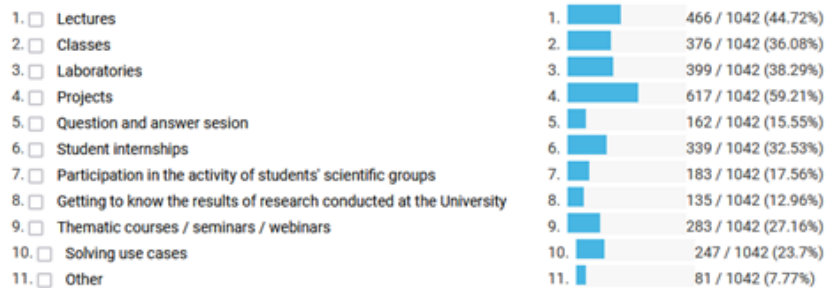 1. Lectures 1. 466 / 1042 (44.72%)
2. Classes 2. 376 / 1042 (36.08%)
3. Laboratories 3. 399 / 1042 (38.29%)
4. Projects 4. 617 / 1042 (59.21%)
5. Question and answer sesion 5. 162 / 1042 (15.55%)
6. Student internships 6. 339 / 1042 (32.53%)
7. Participation in the activity of students' scientific groups 7. 183 / 1042 (17.56%)
8. Getting to know the results of research conducted at the University 8. 135 / 1042 (12.96%)
9. Thematic courses / seminars / webinars 9. 283 / 1042 (27.16%)
10. Solving use cases 10. 247 / 1042 (23.7%)
11. Other 11. 81 / 1042 (7.77%)